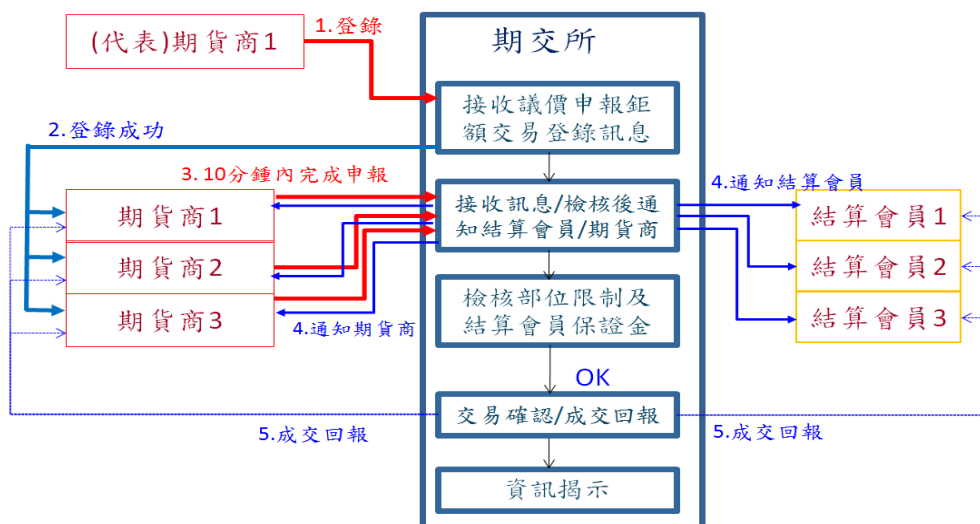 (代表)期貨商1
1.登錄
期交所
接收議價申報鉅
額交易登錄訊息
2.登錄成功
3.10分鐘內完成申報
4.通知結算會員
期貨商1
期貨商2
期貨商3
接收訊息/檢核後通
知結算會員/期貨商
結算會員1
結算會員2
結算會員3
4.通知期貨商
檢核部位限制及
結算會員保證金
OK
交易確認/成交回報
5.成交回報
5.成交回報
資訊揭示